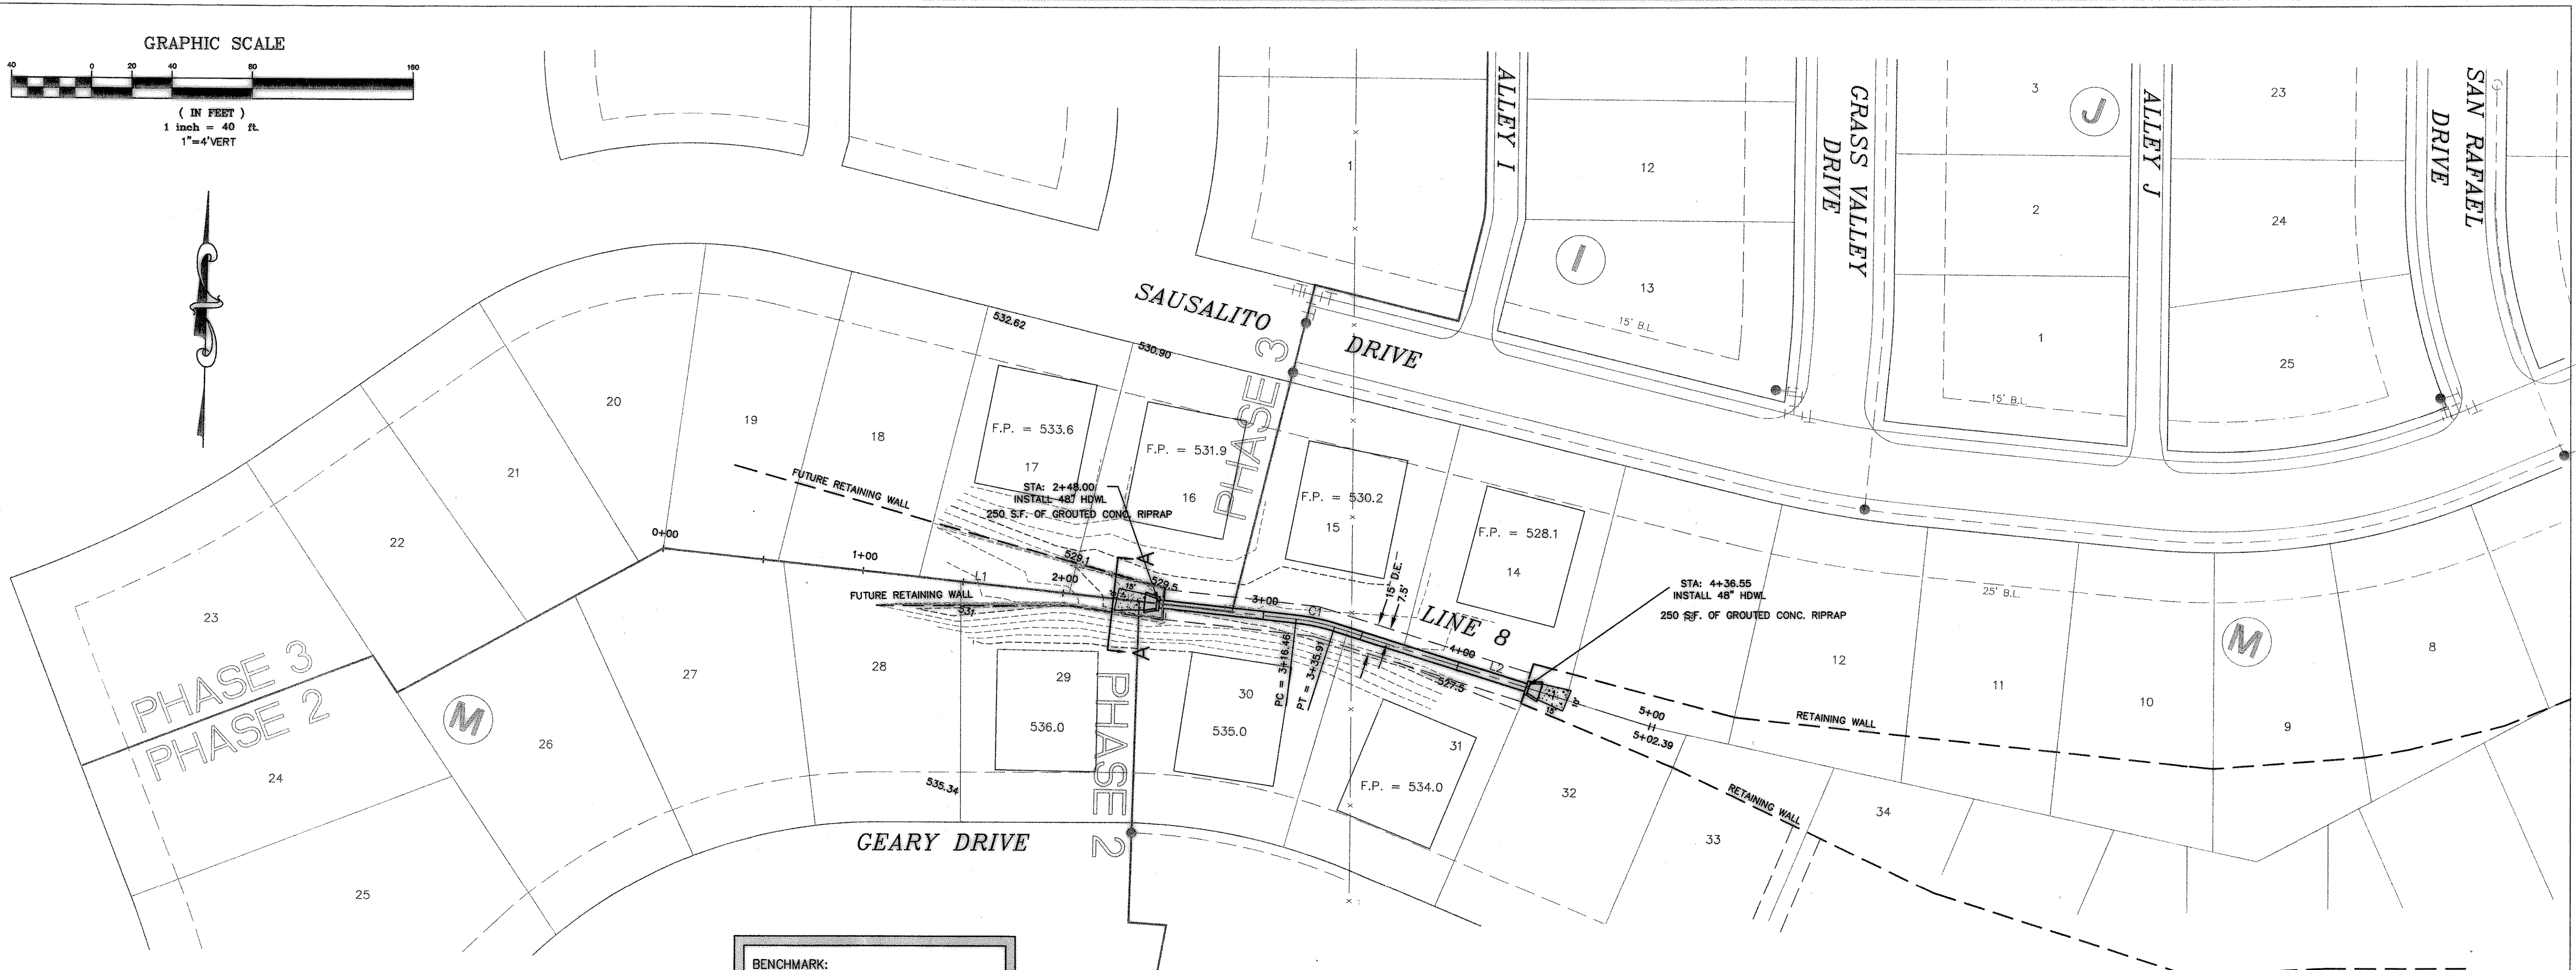 GRAPHIC SCALE
40 0 20 40 80 160
( IN FEET )
1 inch = 40 ft.
1"=4'VERT
ALLEY I
GRASS VALLEY
DRIVE
ALLEY J
SAN RAFAEL
DRIVE
J
3
2
1
23
24
25
1
12
I
13
15' B.L.
15' B.L.
SAUSALITO
DRIVE
532.62
530.90
PHASE 3
20
19
18
21
22
23
F.P. = 533.6
17
F.P. = 531.9
16
F.P. = 530.2
15
F.P. = 528.1
14
STA: 2+48.00
INSTALL 48" HDWL
250 S.F. OF GROUTED CONC. RIPRAP
FUTURE RETAINING WALL
0+00
1+00
L1
2+00
529.1
529.5
A
15'
FUTURE RETAINING WALL
531
A
3+00
C1
15' D.E.
7.5'
LINE 8
PC = 3+16.46
PT = 3+35.91
4+00
L2
527.5
STA: 4+36.55
INSTALL 48" HDWL
250 S.F. OF GROUTED CONC. RIPRAP
15'
10'
5+00
5+02.39
RETAINING WALL
RETAINING WALL
25' B.L.
M
12
11
10
9
8
PHASE 3
PHASE 2
24
25
M
26
27
28
29
536.0
30
535.0
31
F.P. = 534.0
32
33
34
535.34
PHASE 2
GEARY DRIVE
BENCHMARK: